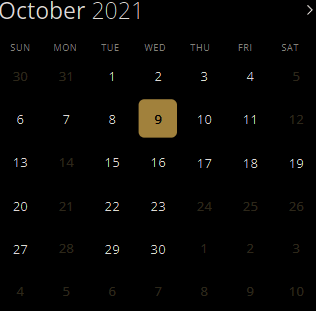 October 2021
SUN MON TUE WED THU FRI SAT
30 31 1 2 3 4 5
6 7 8 9 10 11 12
13 14 15 16 17 18 19
20 21 22 23 24 25 26
27 28 29 30 1 2 3
4 5 6 7 8 9 10